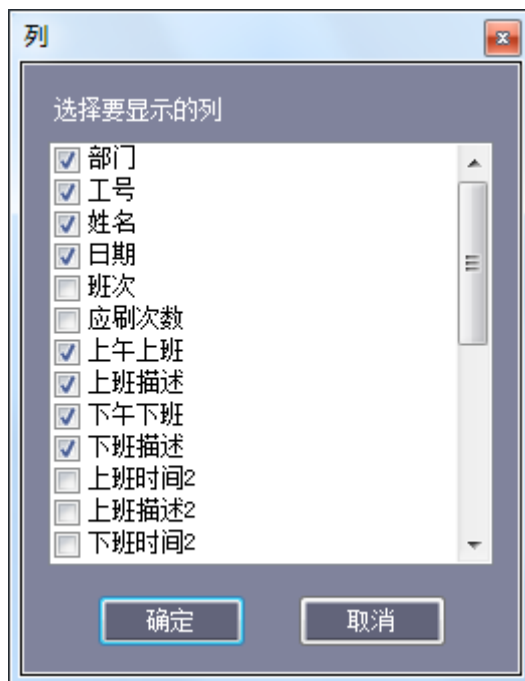 列
选择要显示的列
部门
工号
姓名
日期
班次
应刷次数
上午上班
上班描述
下午下班
下班描述
上班时间2
上班描述2
下班时间2
确定
取消